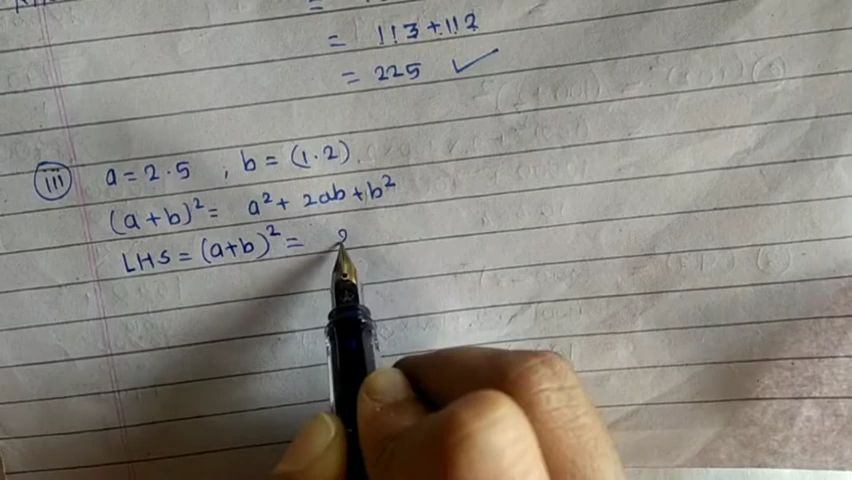 = 113 + 112
= 225 ✓
(iii) a = 2.5 , b = (1.2)
(a+b)² = a² + 2ab + b²
LHS = (a+b)² =